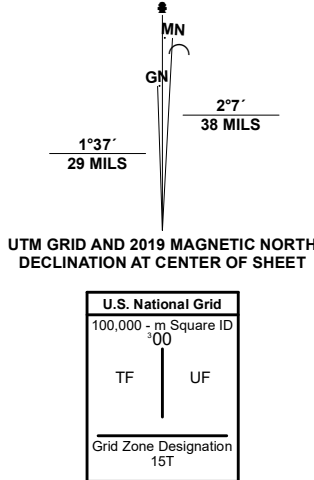 MN
GN
2°7´
38 MILS
1°37´
29 MILS
UTM GRID AND 2019 MAGNETIC NORTH
DECLINATION AT CENTER OF SHEET
U.S. National Grid
100,000 - m Square ID
³00
TF UF
Grid Zone Designation
15T